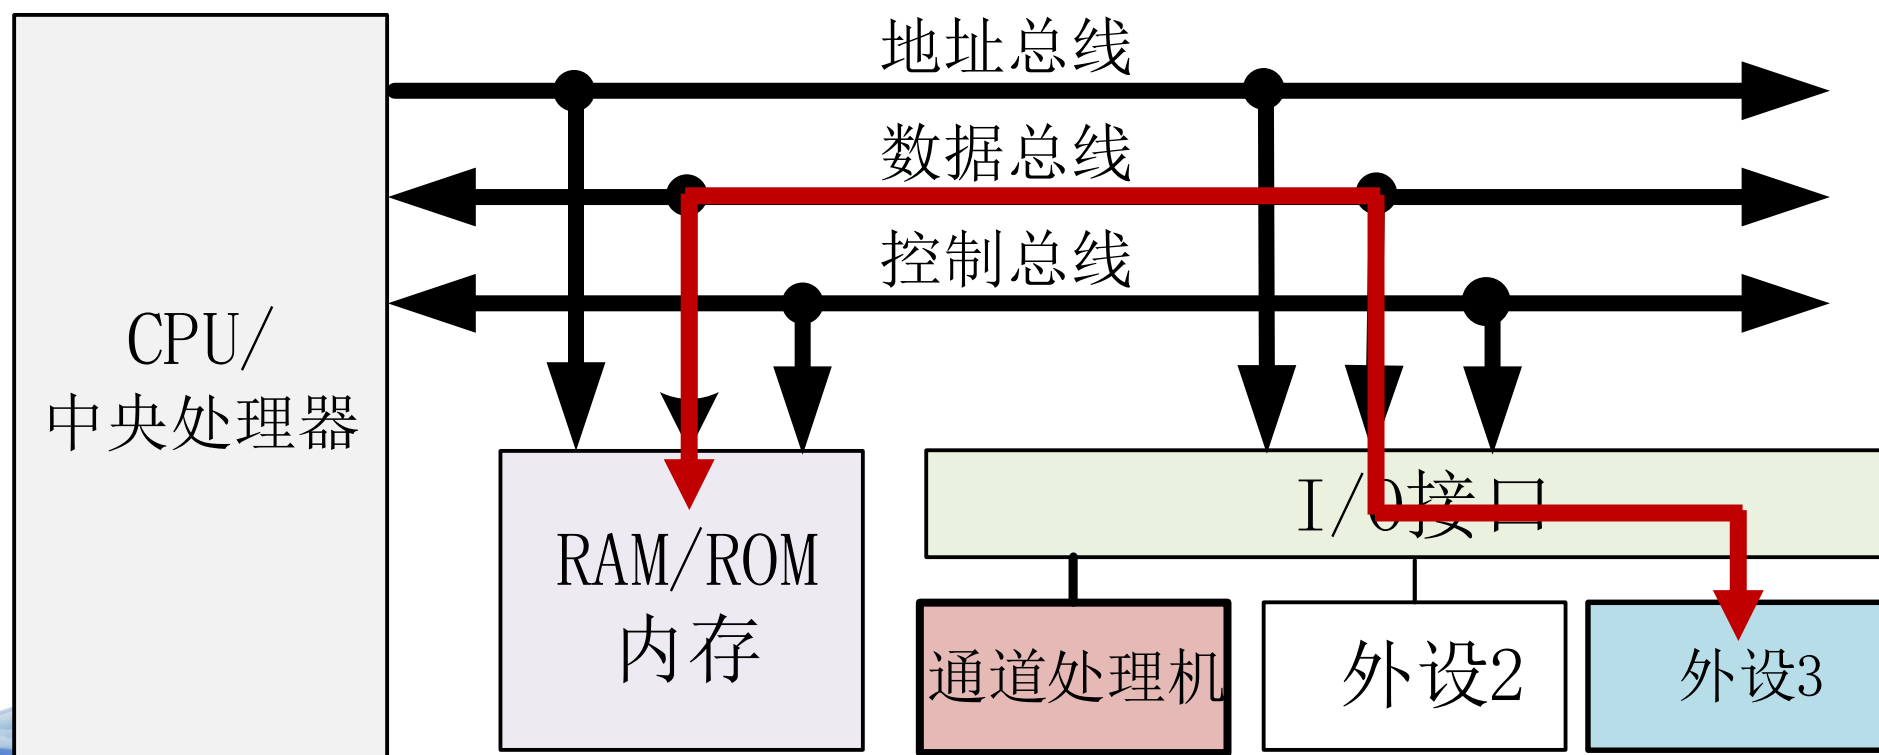 地址总线
数据总线
控制总线
CPU/
中央处理器
RAM/ROM
内存
I/O接口
通道处理机
外设2
外设3